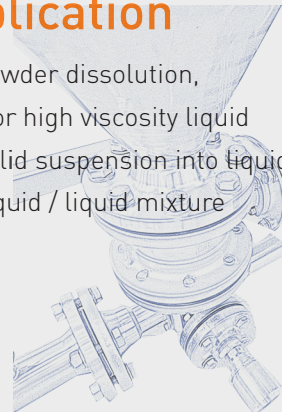 plication
wder dissolution,
or high viscosity liquid
lid suspension into liquid
quid / liquid mixture